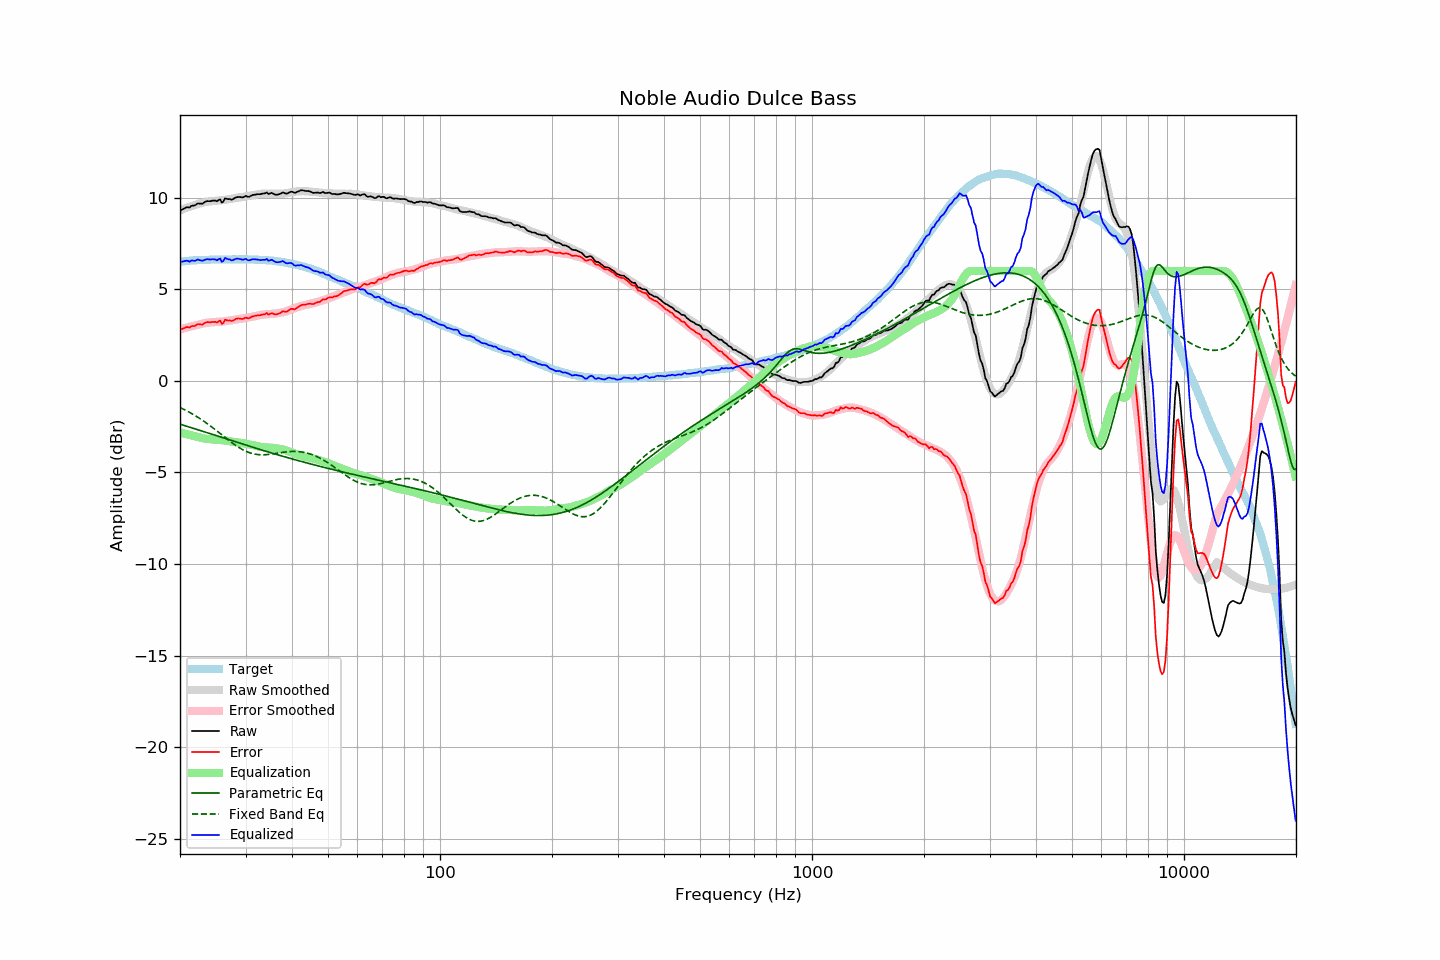 Noble Audio Dulce Bass
10
5
0
−5
−10
−15
−20
−25
Amplitude (dBr)
Target
Raw Smoothed
Error Smoothed
Raw
Error
Equalization
Parametric Eq
Fixed Band Eq
Equalized
100
1000
10000
Frequency (Hz)